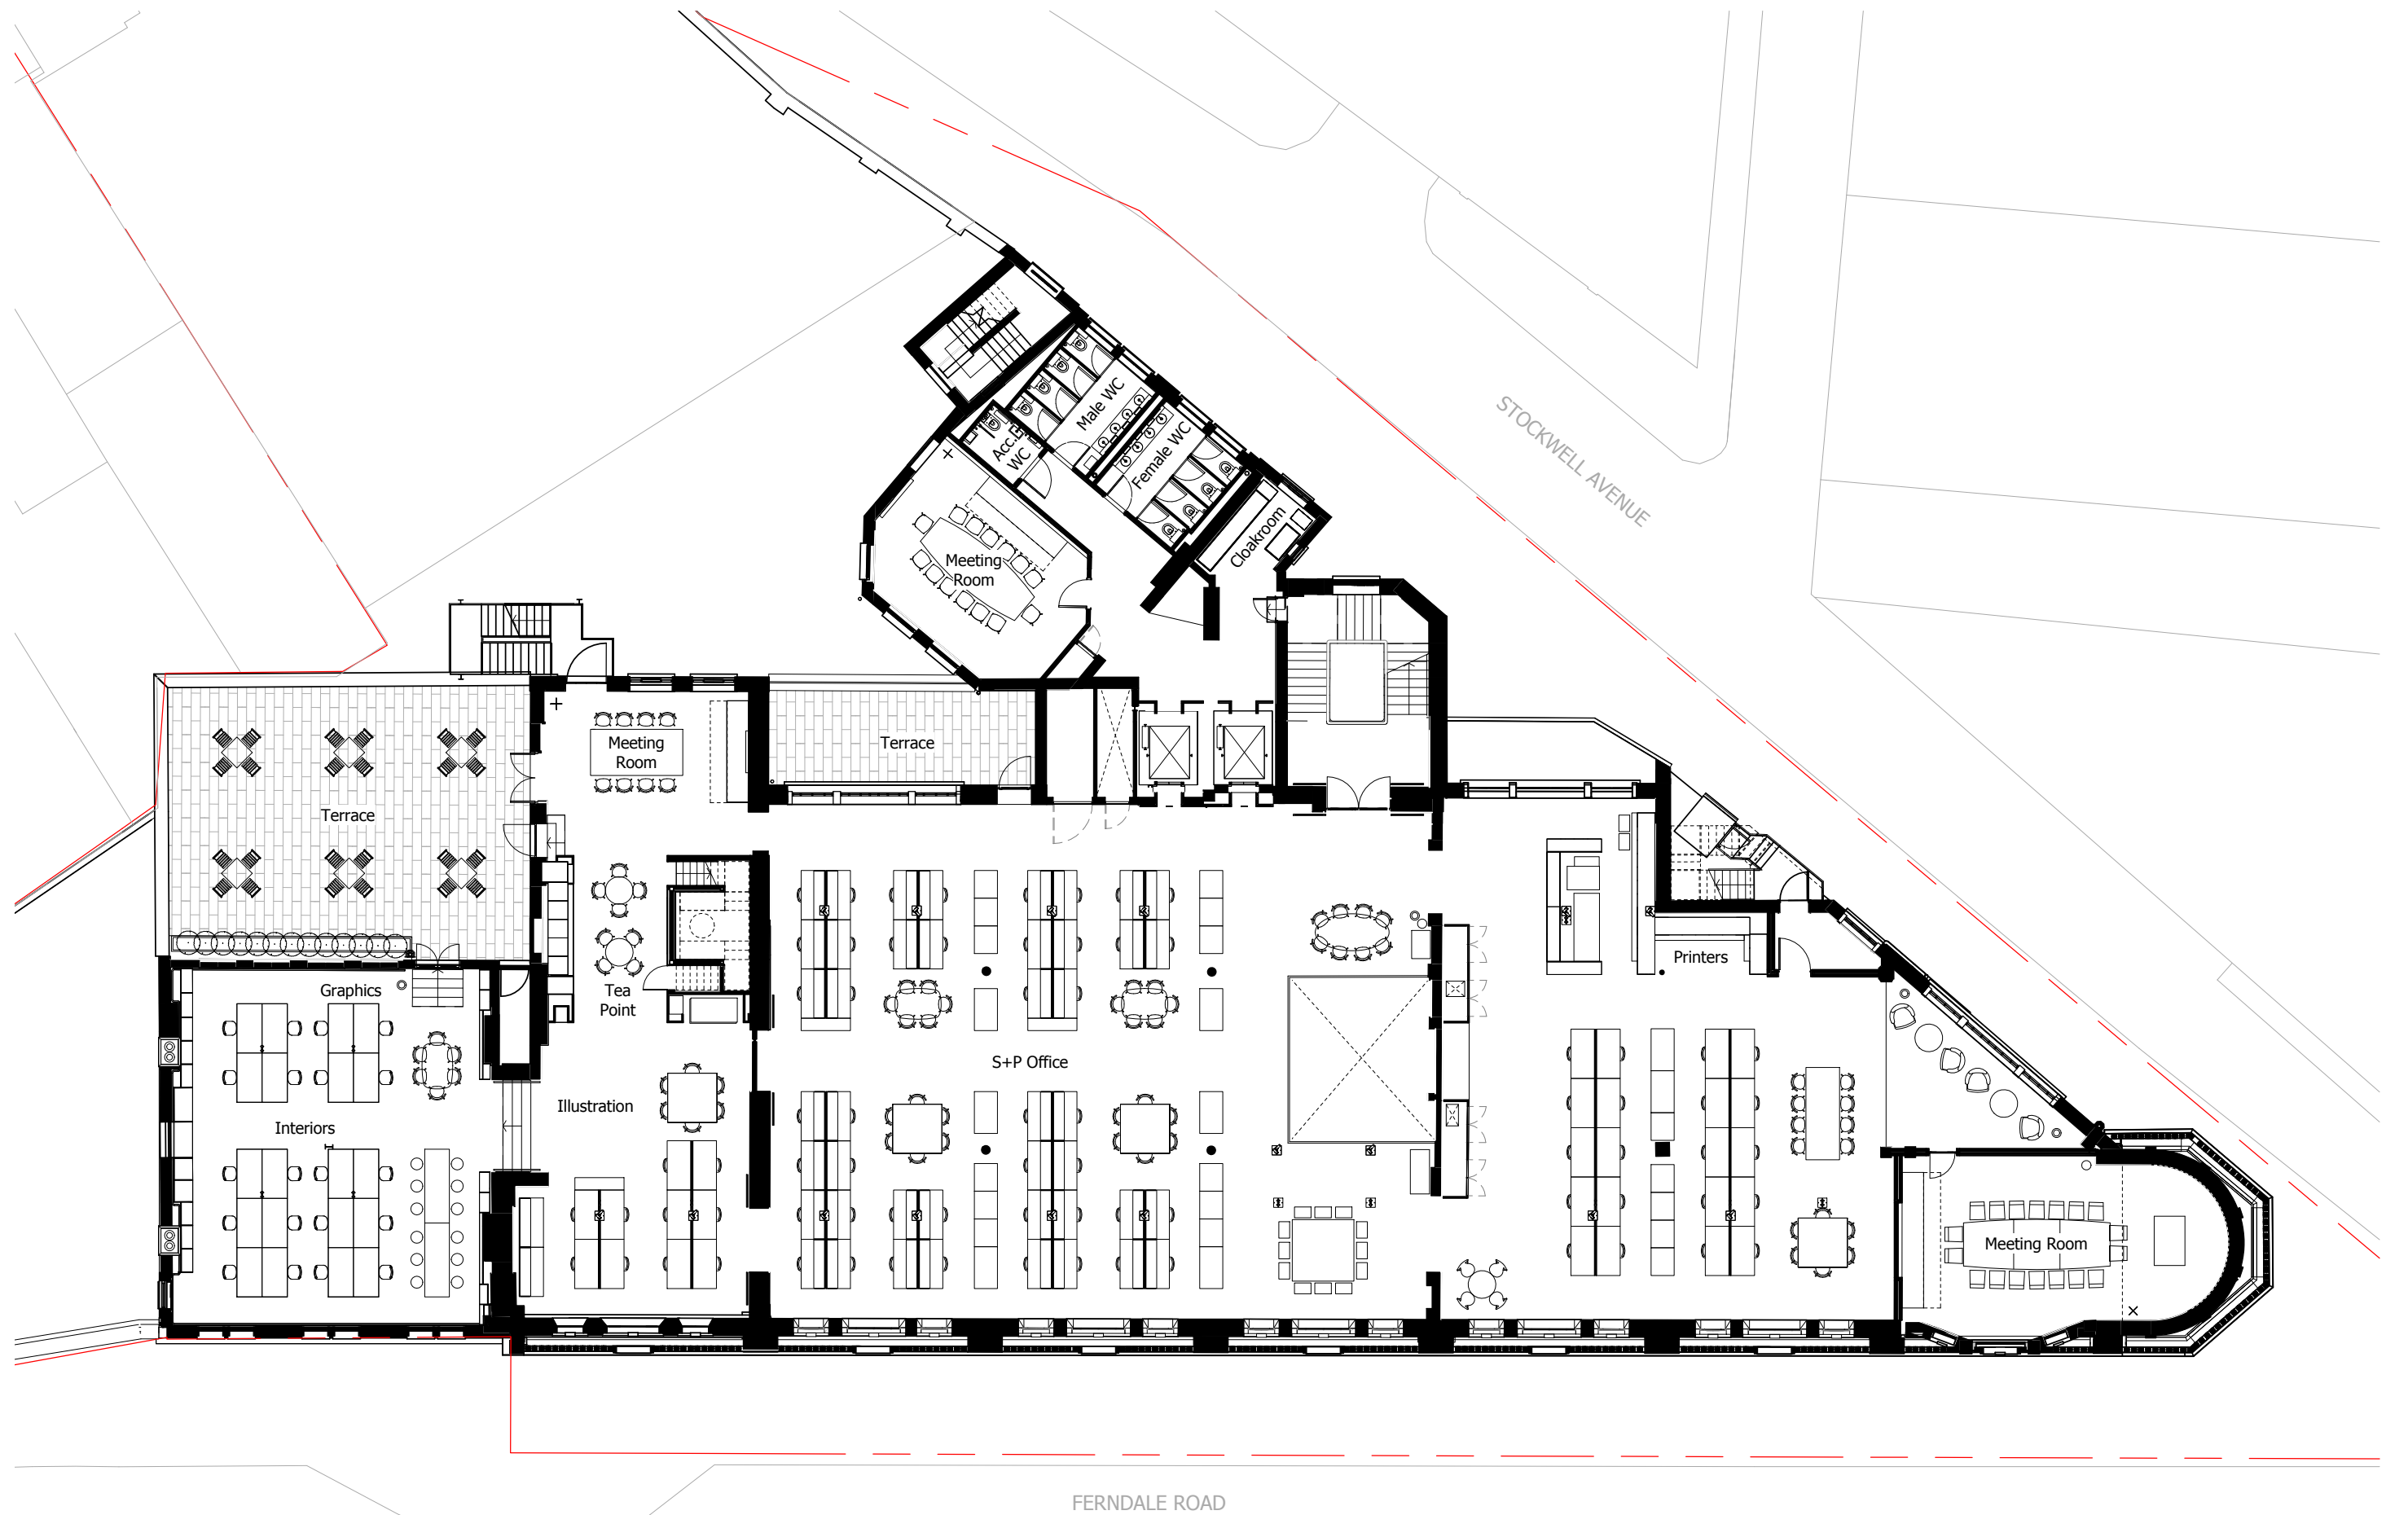 STOCKWELL AVENUE
Male WC
Acc.
WC
Female WC
Cloakroom
Meeting
Room
Meeting
Room
Terrace
Terrace
Graphics
Tea
Point
Printers
S+P Office
Illustration
Interiors
Meeting Room
FERNDALE ROAD